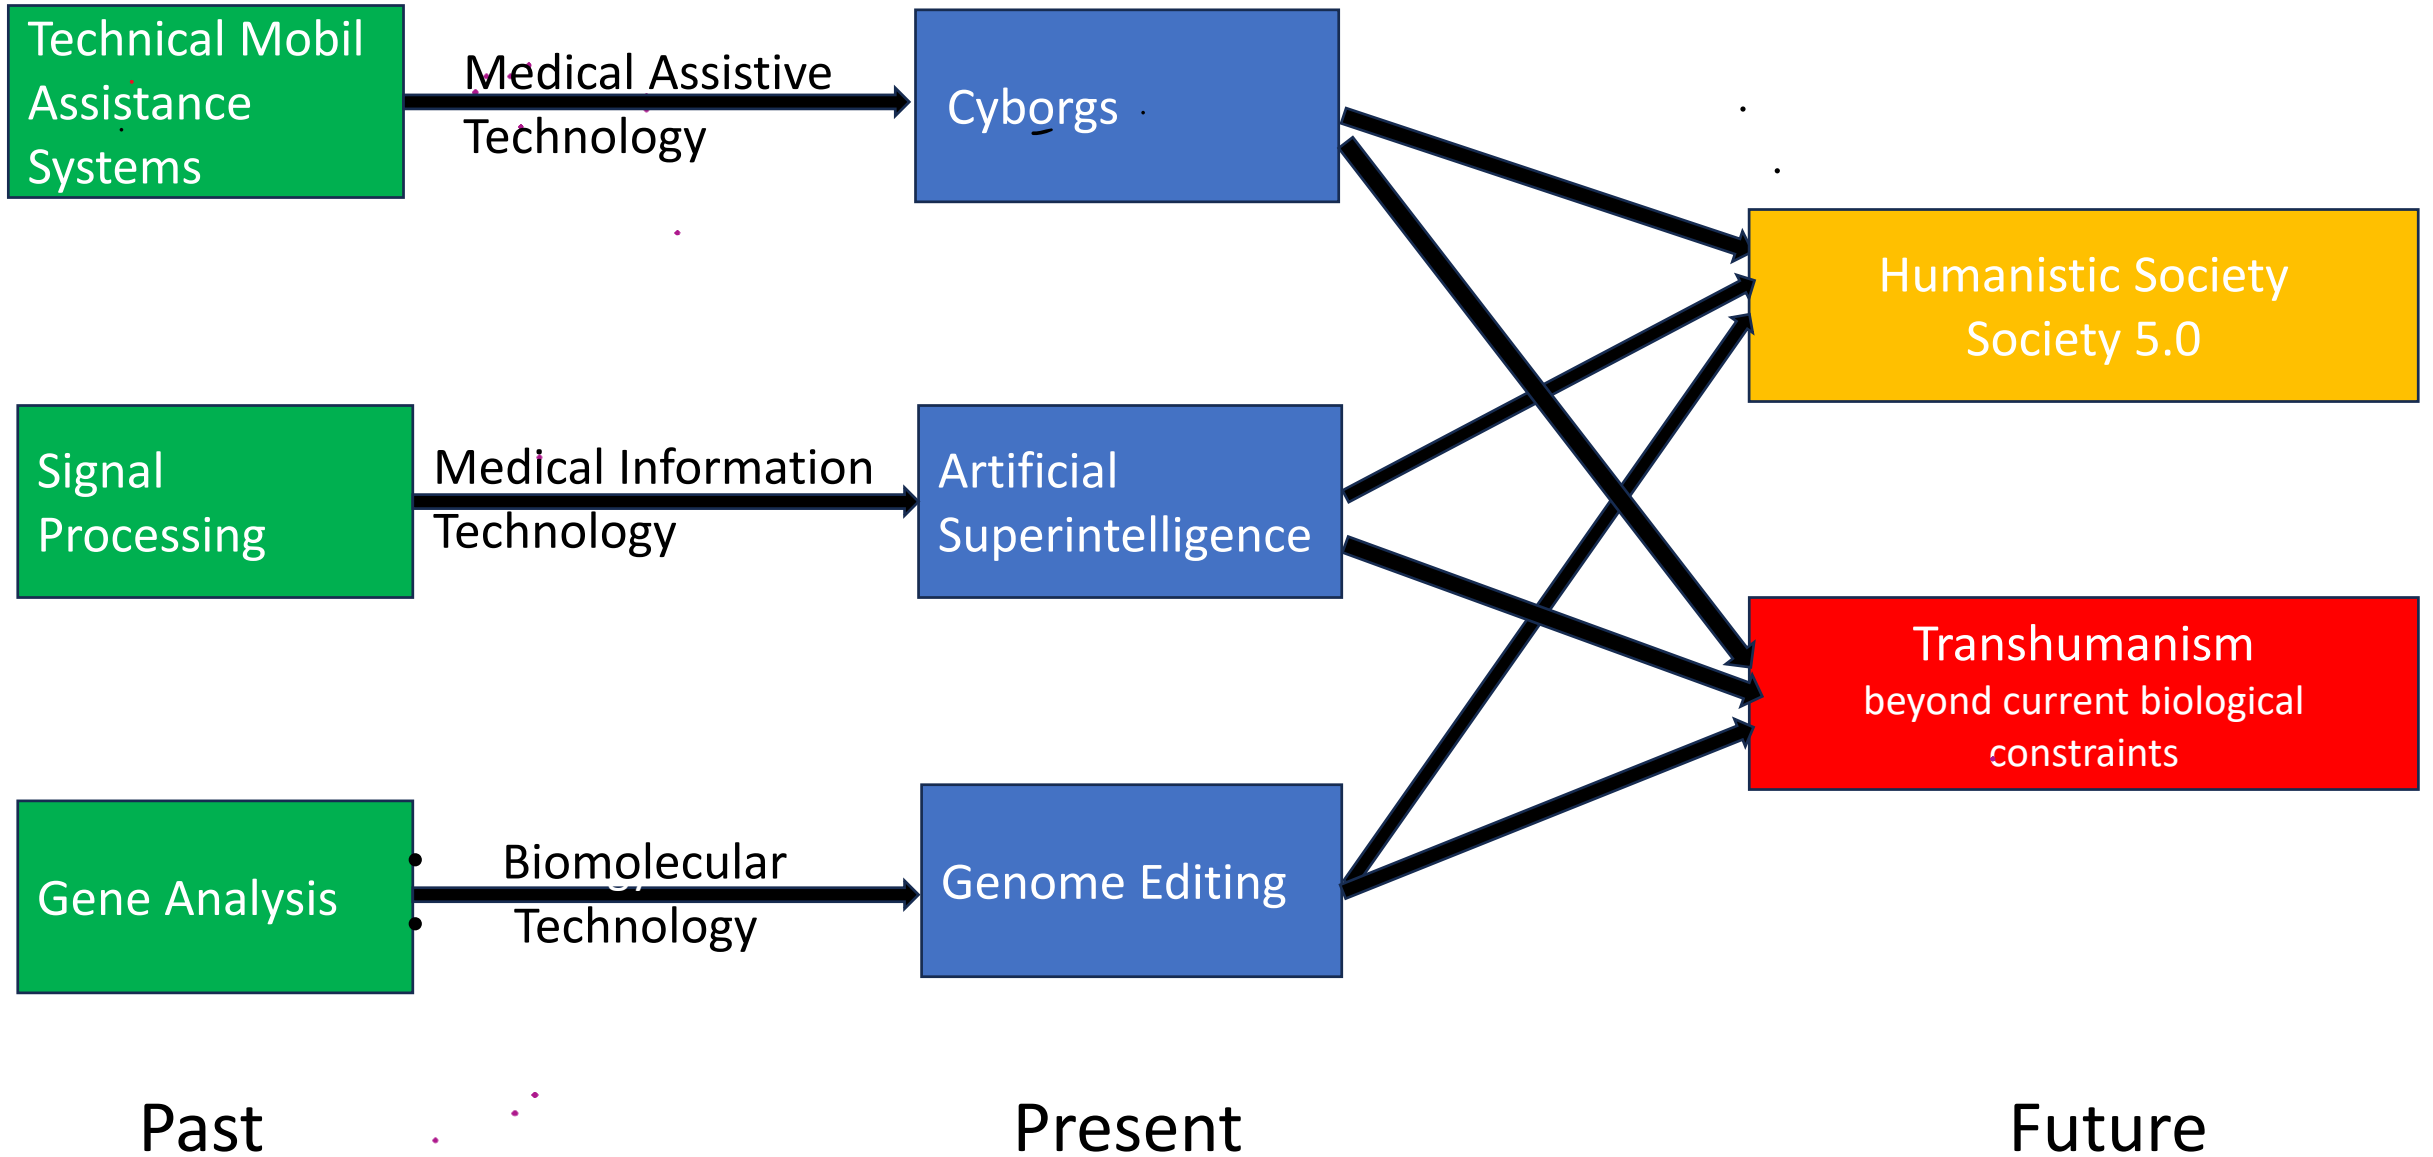 Technical Mobil
Assistance
Systems
Medical Assistive
Technology
Cyborgs
Humanistic Society
Society 5.0
Signal
Processing
Medical Information
Technology
Artificial
Superintelligence
Transhumanism
beyond current biological
constraints
Gene Analysis
Biomolecular
Technology
Genome Editing
Past
Present
Future